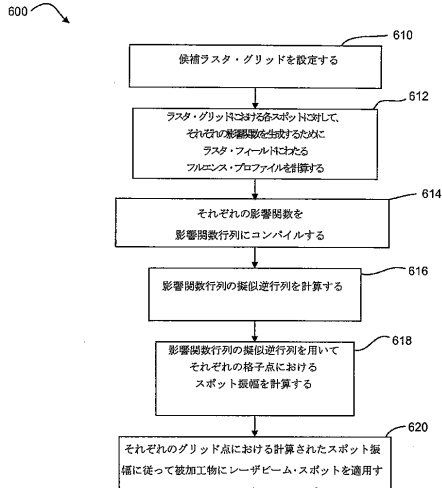 600
610
候補ラスタ・グリッドを設定する
612
ラスタ・グリッドにおける各スポットに対して、
それぞれの影響関数を生成するために
ラスタ・フィールドにわたる
フルエンス・プロファイルを計算する
614
それぞれの影響関数を
影響関数行列にコンパイルする
616
影響関数行列の擬似逆行列を計算する
618
影響関数行列の擬似逆行列を用いて
それぞれの格子点における
スポット振幅を計算する
620
それぞれのグリッド点における計算されたスポット振
幅に従って被加工物にレーザビーム・スポットを適用す